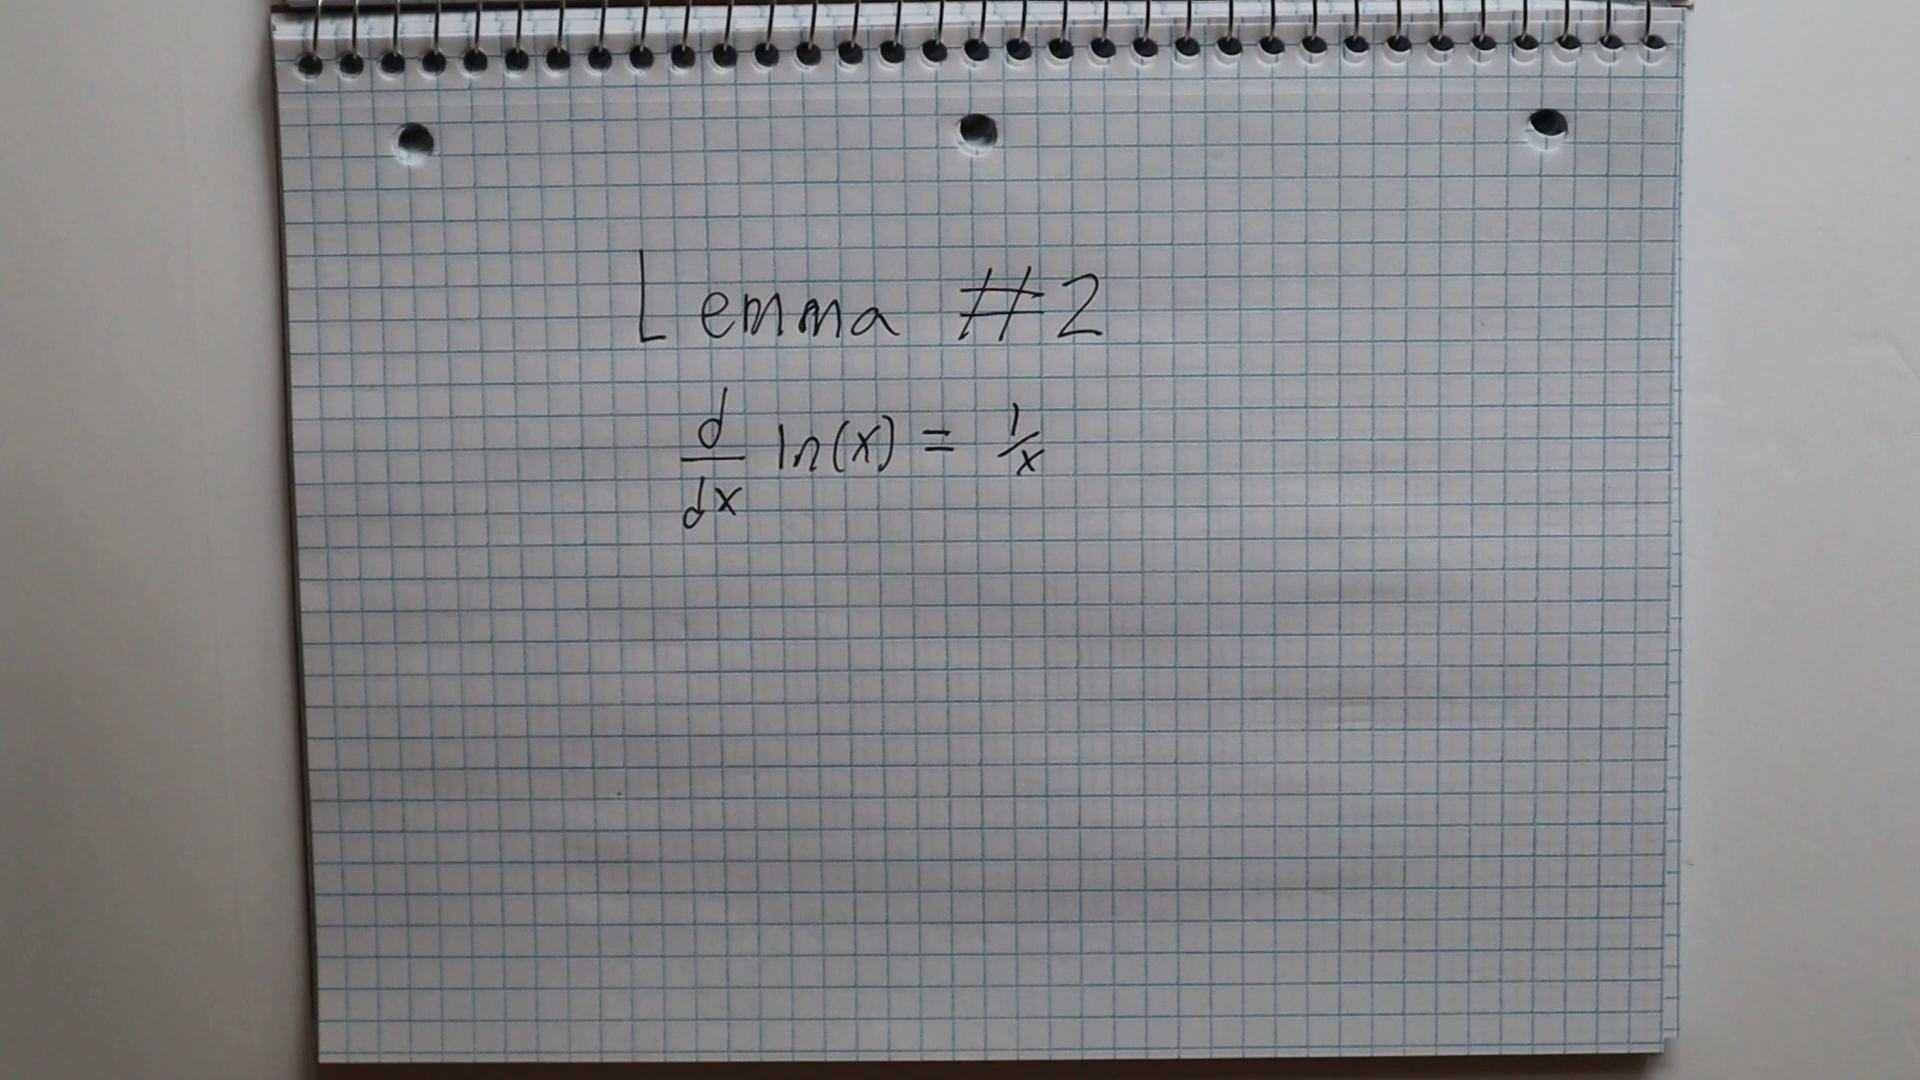 Lemma #2
d/dx ln(x) = 1/x